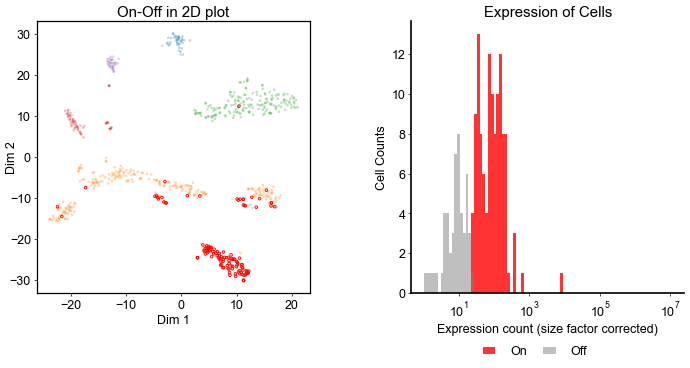 On-Off in 2D plot
30
20
10
0
−10
−20
−30
Dim 2
−20 −10 0 10 20
Dim 1
Expression of Cells
12
10
8
6
4
2
0
Cell Counts
10^1 10^3 10^5 10^7
Expression count (size factor corrected)
On Off